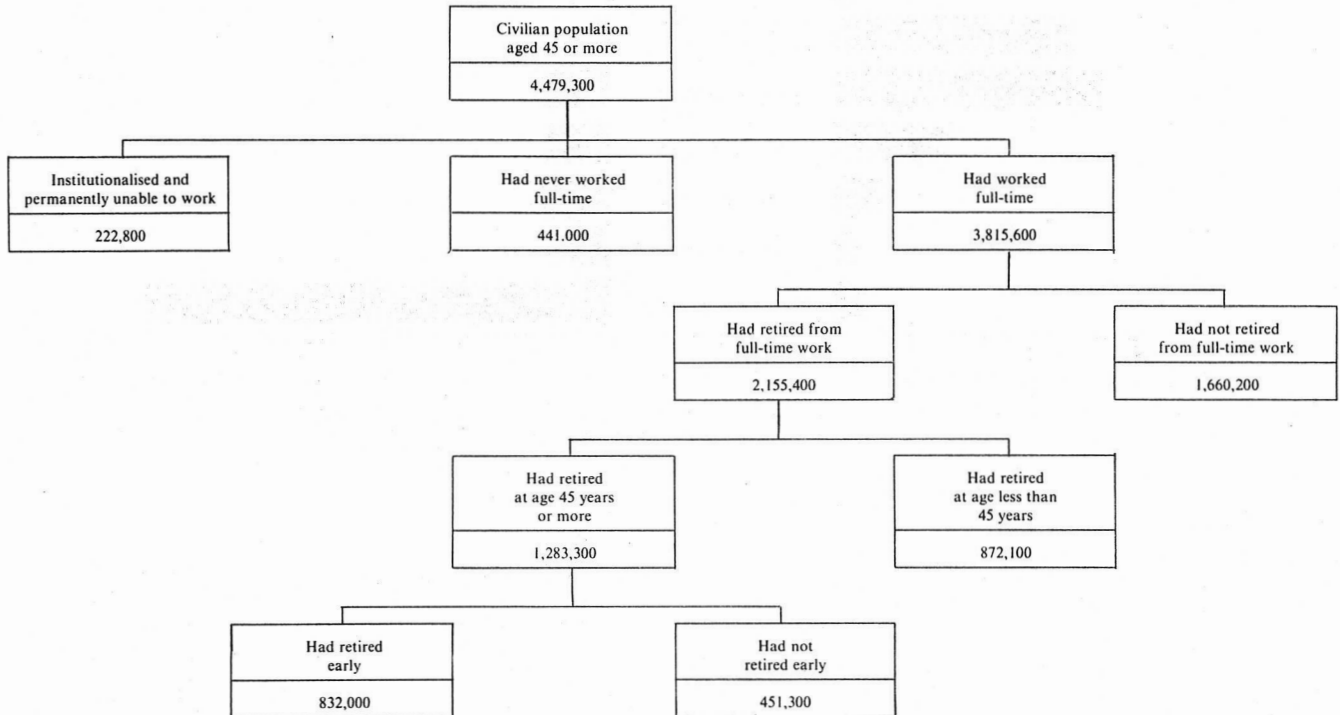 Civilian population
aged 45 or more
4,479,300
Institutionalised and
permanently unable to work
222,800
Had never worked
full-time
441.000
Had worked
full-time
3,815,600
Had retired from
full-time work
2,155,400
Had not retired
from full-time work
1,660,200
Had retired
at age 45 years
or more
1,283,300
Had retired
at age less than
45 years
872,100
Had retired
early
832,000
Had not
retired early
451,300